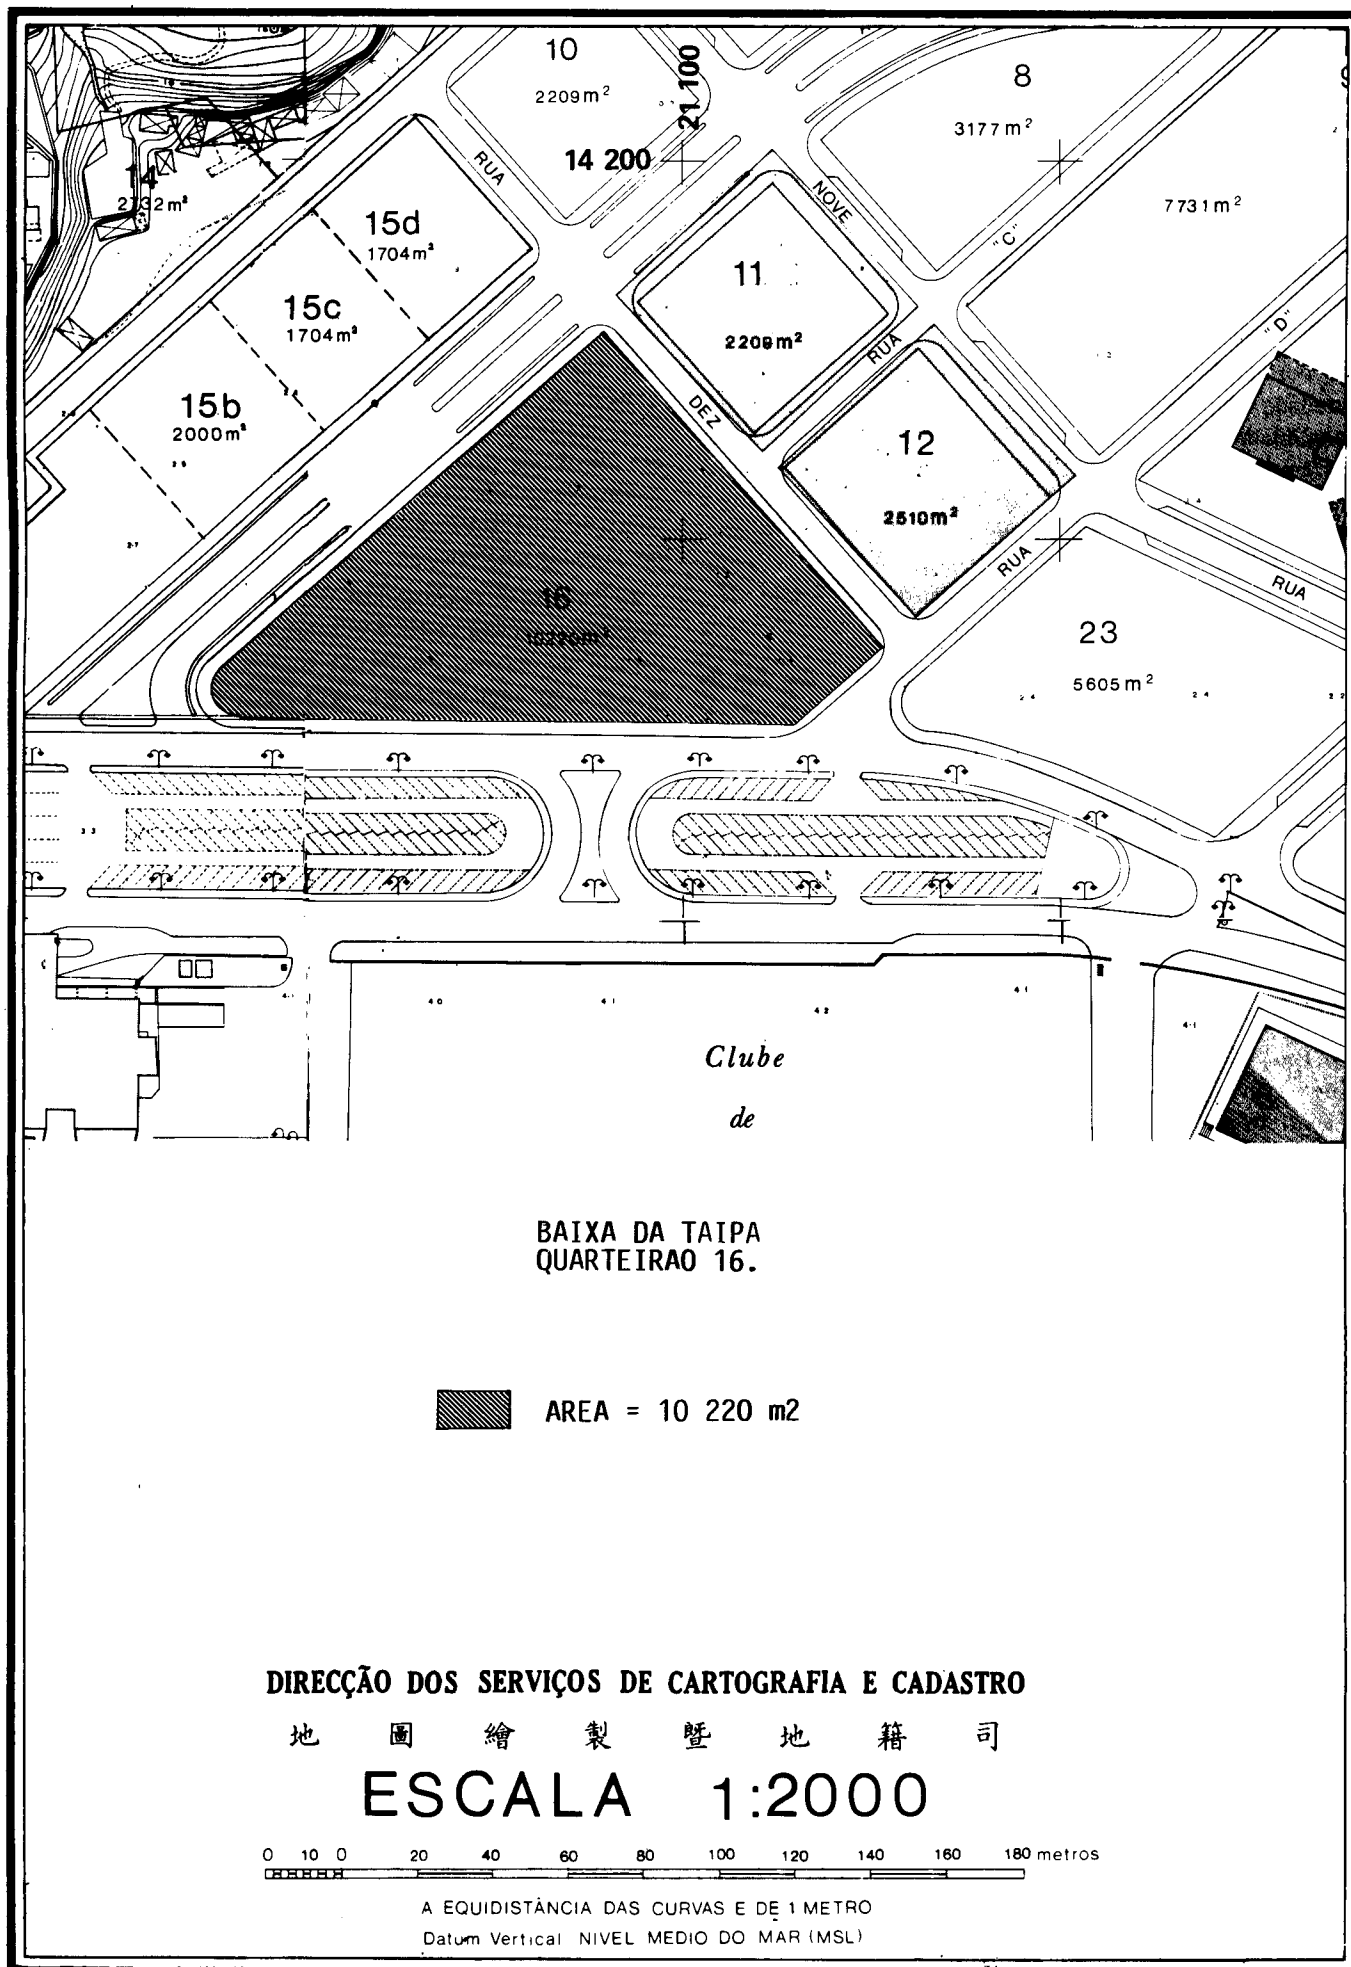 10
2209m²
21 100
14 200
8
3177m²
7731m²
14
2732m²
RUA
NOVE
"C"
"D"
15d
1704m²
15c
1704m²
15b
2000m²
11
2209m²
RUA
DEZ
12
2510m²
RUA
RUA
16
10220m²
23
5605m²
Clube
de
BAIXA DA TAIPA
QUARTEIRAO 16.
AREA = 10 220 m2
DIRECÇÃO DOS SERVIÇOS DE CARTOGRAFIA E CADASTRO
地圖繪製暨地籍司
ESCALA 1:2000
0 10 0 20 40 60 80 100 120 140 160 180 metros
A EQUIDISTÂNCIA DAS CURVAS E DE 1 METRO
Datum Vertical NIVEL MEDIO DO MAR (MSL)